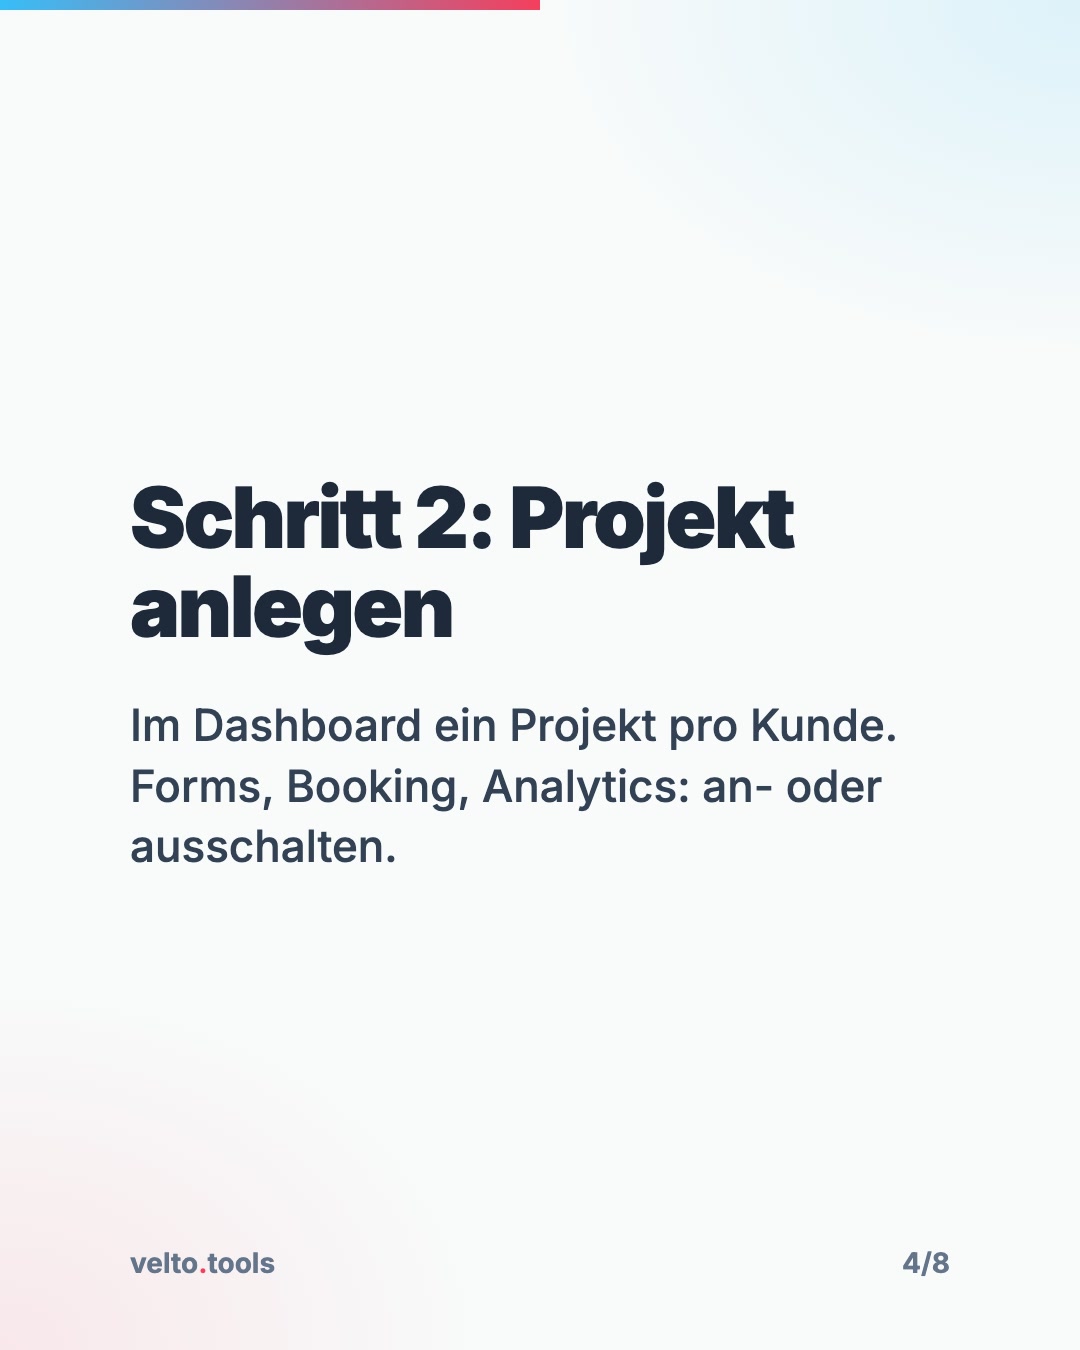 Schritt 2: Projekt
anlegen
Im Dashboard ein Projekt pro Kunde.
Forms, Booking, Analytics: an- oder
ausschalten.
velto.tools
4/8